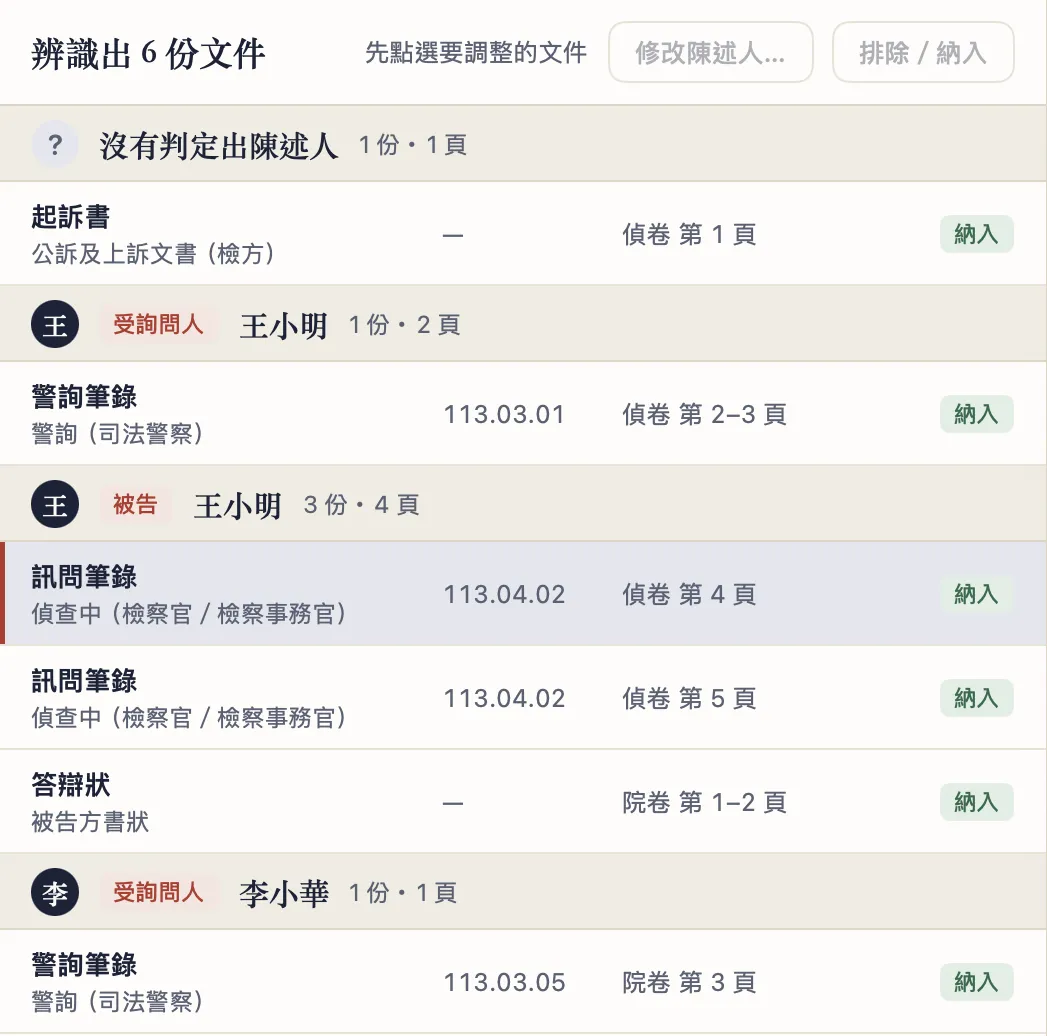 辨識出 6 份文件 先點選要調整的文件 修改陳述人... 排除 / 納入
? 沒有判定出陳述人 1 份・1 頁
起訴書
公訴及上訴文書（檢方） — 偵卷 第 1 頁 納入
王 受詢問人 王小明 1 份・2 頁
警詢筆錄
警詢（司法警察） 113.03.01 偵卷 第 2–3 頁 納入
王 被告 王小明 3 份・4 頁
訊問筆錄
偵查中（檢察官 / 檢察事務官） 113.04.02 偵卷 第 4 頁 納入
訊問筆錄
偵查中（檢察官 / 檢察事務官） 113.04.02 偵卷 第 5 頁 納入
答辯狀
被告方書狀 — 院卷 第 1–2 頁 納入
李 受詢問人 李小華 1 份・1 頁
警詢筆錄
警詢（司法警察） 113.03.05 院卷 第 3 頁 納入